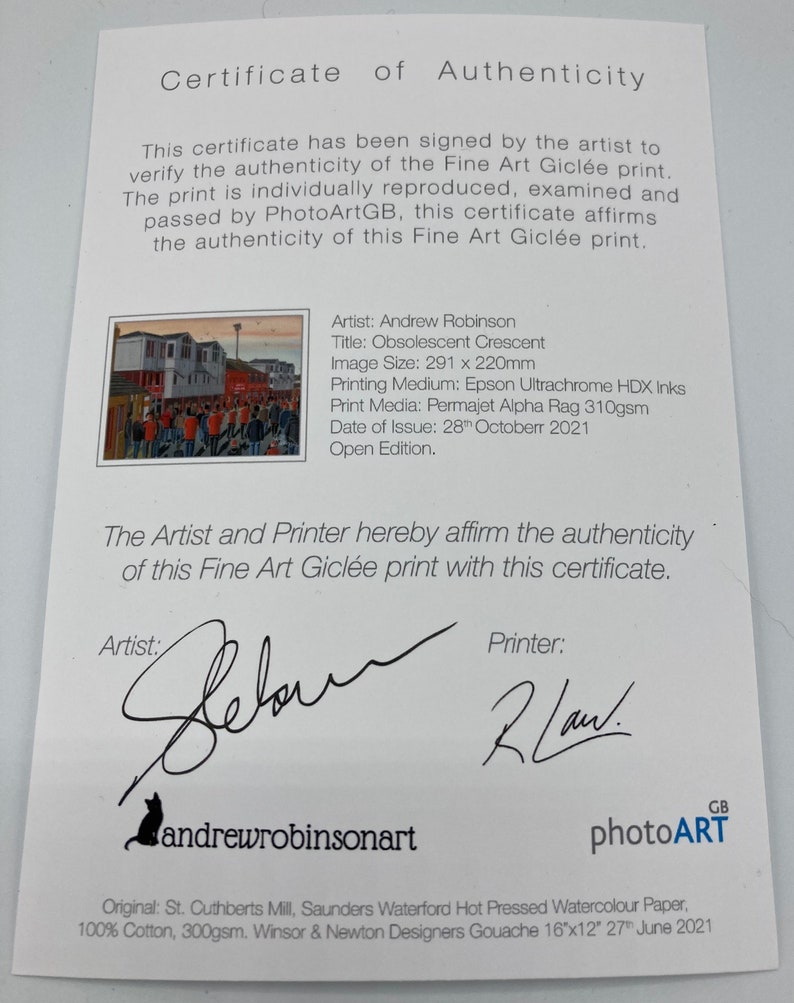 Certificate of Authenticity
This certificate has been signed by the artist to
verify the authenticity of the Fine Art Giclée print.
The print is individually reproduced, examined and
passed by PhotoArtGB, this certificate affirms
the authenticity of this Fine Art Giclée print.
Artist: Andrew Robinson
Title: Obsolescent Crescent
Image Size: 291 x 220mm
Printing Medium: Epson Ultrachrome HDX Inks
Print Media: Permajet Alpha Rag 310gsm
Date of Issue: 28th Octoberr 2021
Open Edition.
The Artist and Printer hereby affirm the authenticity
of this Fine Art Giclée print with this certificate.
Artist:
Printer:
R Law.
andrewrobinsonart
photoART GB
Original: St. Cuthberts Mill, Saunders Waterford Hot Pressed Watercolour Paper,
100% Cotton, 300gsm. Winsor & Newton Designers Gouache 16"x12" 27th June 2021